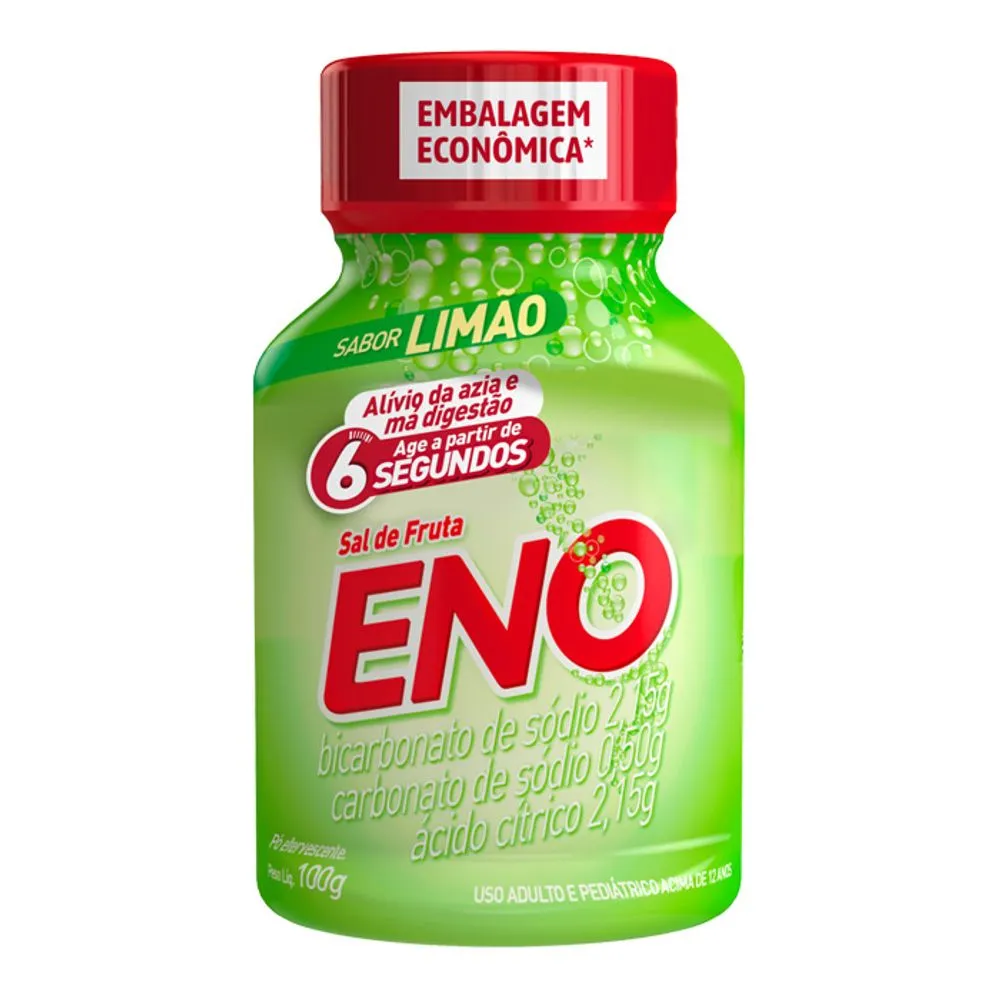 EMBALAGEM
ECONÔMICA*
SABOR LIMÃO
Alívio da azia e
má digestão
6 Age a partir de
SEGUNDOS
Sal de Fruta
ENO
bicarbonato de sódio 2,15g
carbonato de sódio 0,50g
ácido cítrico 2,15g
Pó efervescente
Peso Líq. 100g
USO ADULTO E PEDIÁTRICO ACIMA DE 12 ANOS